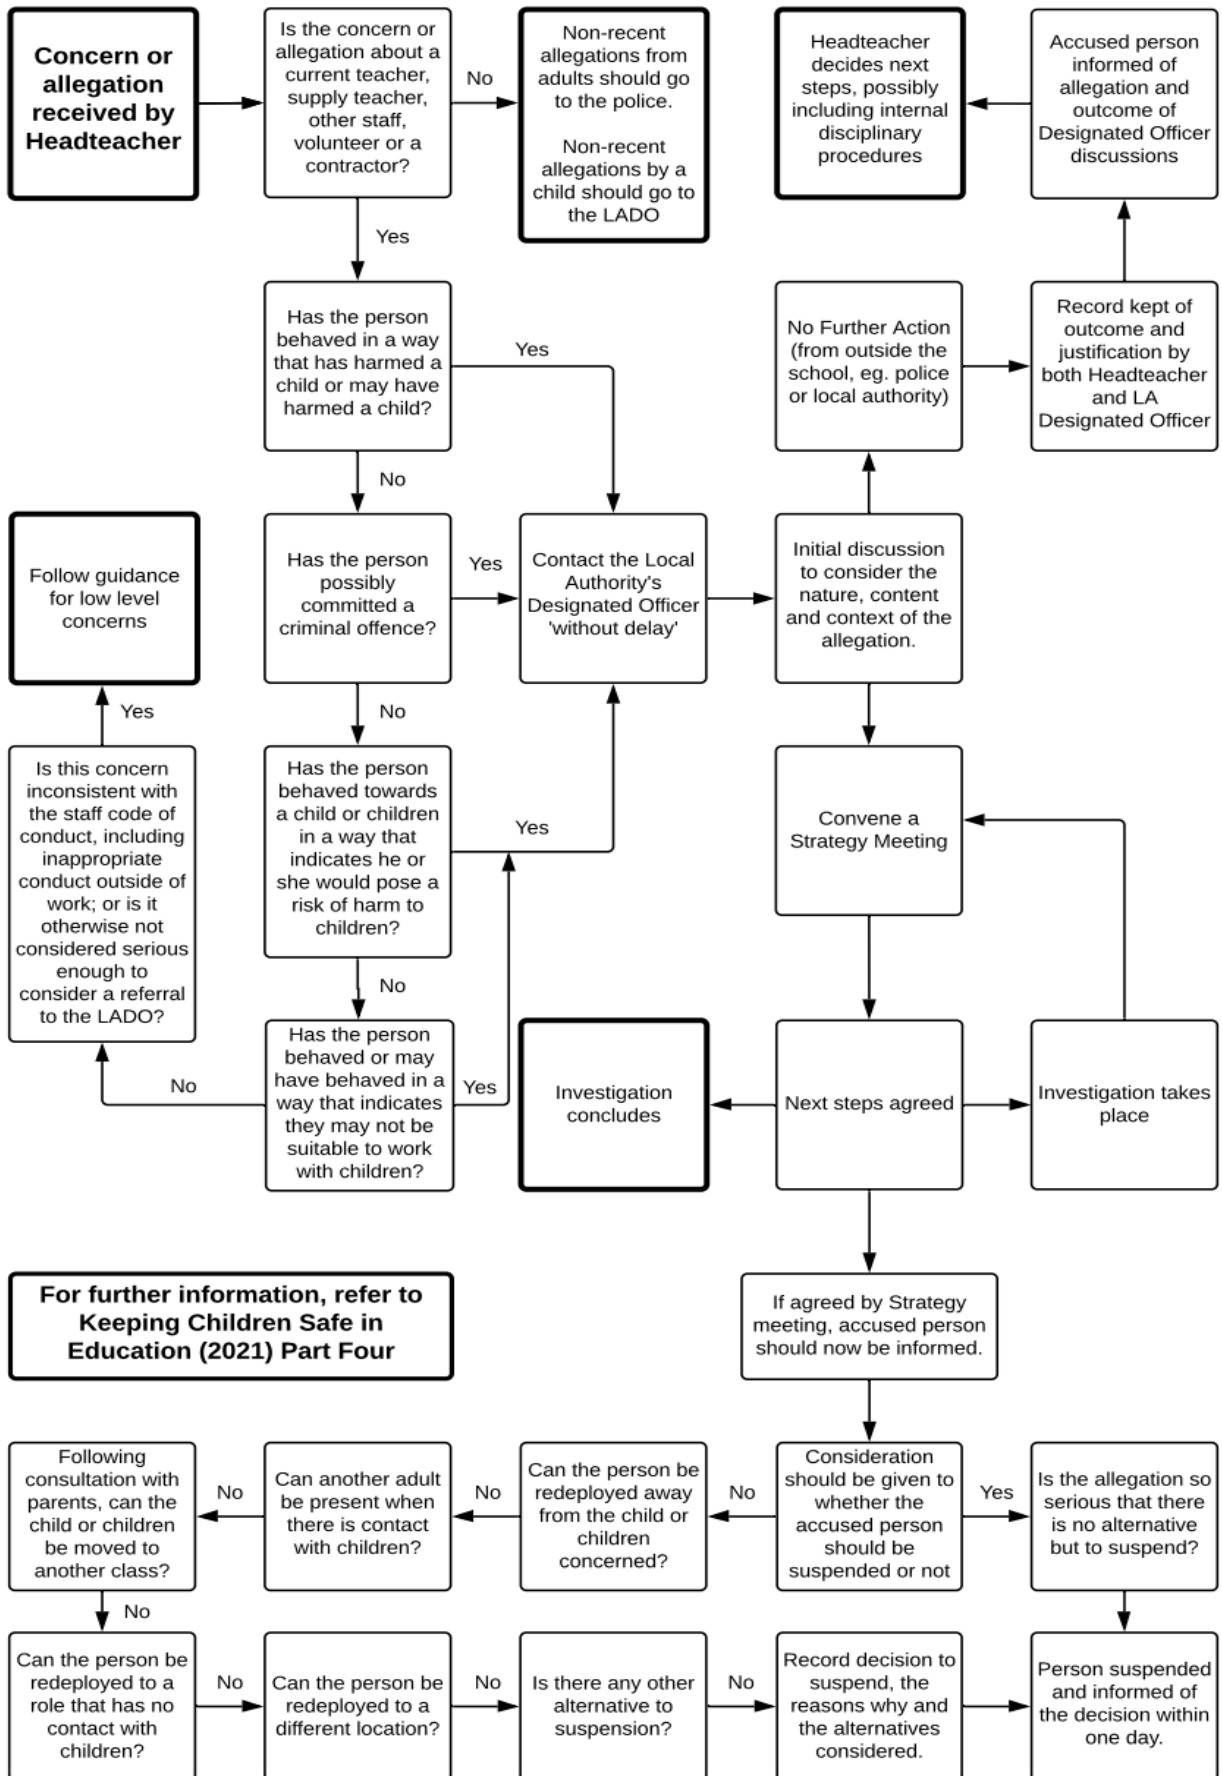 Concern or
allegation
received by
Headteacher
Is the concern or
allegation about a
current teacher,
supply teacher,
other staff,
volunteer or a
contractor?
No
Non-recent
allegations from
adults should go
to the police.
Non-recent
allegations by a
child should go to
the LADO
Headteacher
decides next
steps, possibly
including internal
disciplinary
procedures
Accused person
informed of
allegation and
outcome of
Designated Officer
discussions
Yes
Has the person
behaved in a way
that has harmed a
child or may have
harmed a child?
Yes
No Further Action
(from outside the
school, eg. police
or local authority)
Record kept of
outcome and
justification by
both Headteacher
and LA
Designated Officer
No
Follow guidance
for low level
concerns
Has the person
possibly
committed a
criminal offence?
Yes
Contact the Local
Authority's
Designated Officer
'without delay'
Initial discussion
to consider the
nature, content
and context of the
allegation.
Yes
No
Is this concern
inconsistent with
the staff code of
conduct, including
inappropriate
conduct outside of
work; or is it
otherwise not
considered serious
enough to
consider a referral
to the LADO?
Has the person
behaved towards
a child or children
in a way that
indicates he or
she would pose a
risk of harm to
children?
Yes
Convene a
Strategy Meeting
No
No
Has the person
behaved or may
have behaved in a
way that indicates
they may not be
suitable to work
with children?
Yes
Investigation
concludes
Next steps agreed
Investigation takes
place
For further information, refer to
Keeping Children Safe in
Education (2021) Part Four
If agreed by Strategy
meeting, accused person
should now be informed.
Following
consultation with
parents, can the
child or children
be moved to
another class?
No
Can another adult
be present when
there is contact
with children?
No
Can the person be
redeployed away
from the child or
children
concerned?
No
Consideration
should be given to
whether the
accused person
should be
suspended or not
Yes
Is the allegation so
serious that there
is no alternative
but to suspend?
No
Can the person be
redeployed to a
role that has no
contact with
children?
No
Can the person be
redeployed to a
different location?
No
Is there any other
alternative to
suspension?
No
Record decision to
suspend, the
reasons why and
the alternatives
considered.
Person suspended
and informed of
the decision within
one day.